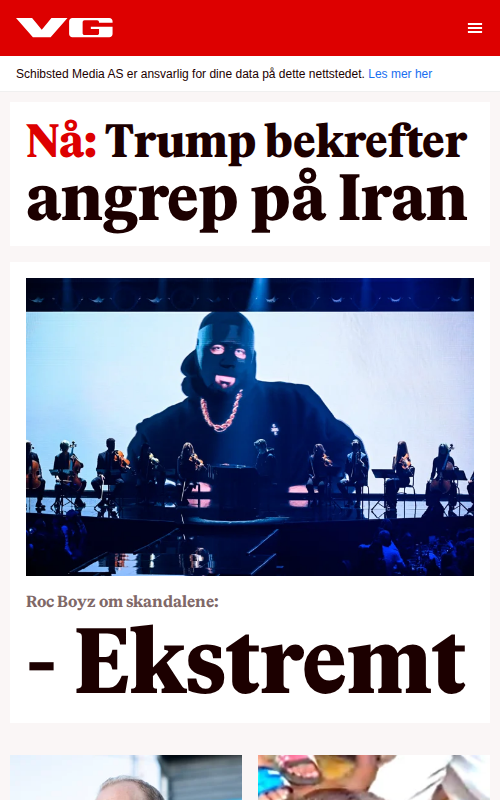 VG
Schibsted Media AS er ansvarlig for dine data på dette nettstedet. Les mer her
Nå: Trump bekrefter
angrep på Iran
Roc Boyz om skandalene:
- Ekstremt